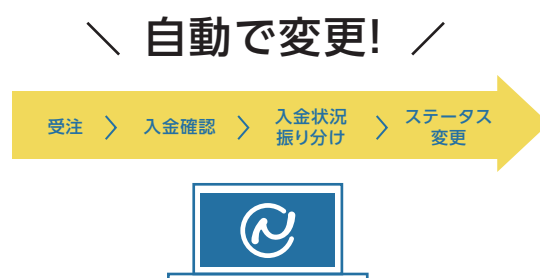 ＼ 自動で変更! ／
受注 > 入金確認 > 入金状況 振り分け > ステータス 変更